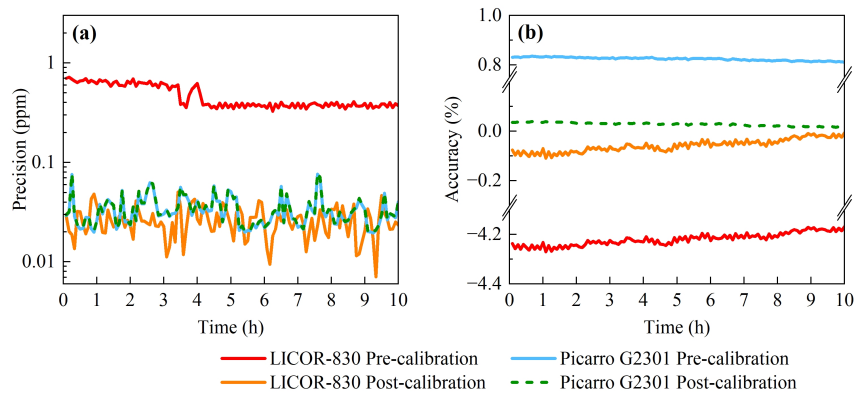 (a)
Precision (ppm)
1
0.1
0.01
0 1 2 3 4 5 6 7 8 9 10
Time (h)
(b)
Accuracy (%)
1.0
0.8
0.0
−0.2
−4.2
−4.4
0 1 2 3 4 5 6 7 8 9 10
Time (h)
LICOR-830 Pre-calibration
Picarro G2301 Pre-calibration
LICOR-830 Post-calibration
Picarro G2301 Post-calibration